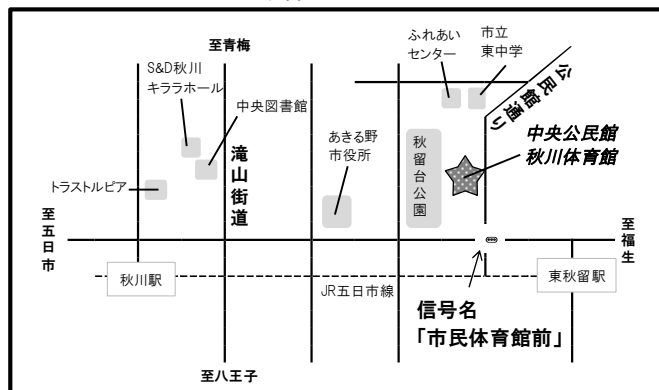 至青梅
S&D秋川
キララホール
中央図書館
トラストルピア
滝山街道
あきる野
市役所
ふれあい
センター
市立
東中学
公民館通り
秋留台公園
中央公民館
秋川体育館
至五日市
至福生
秋川駅
JR五日市線
東秋留駅
信号名
「市民体育館前」
至八王子